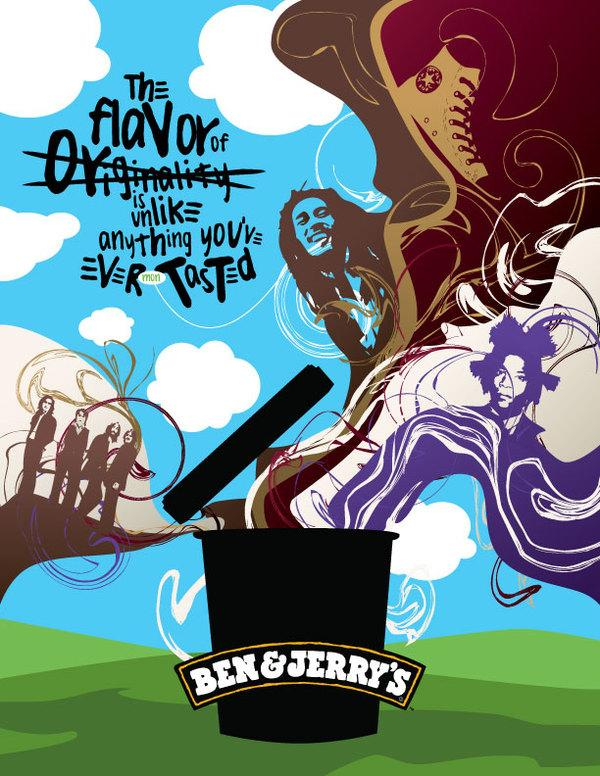 The
flavor of
Originality
is
unlike
anything you've
EVER mon TasTed
BEN & JERRY'S